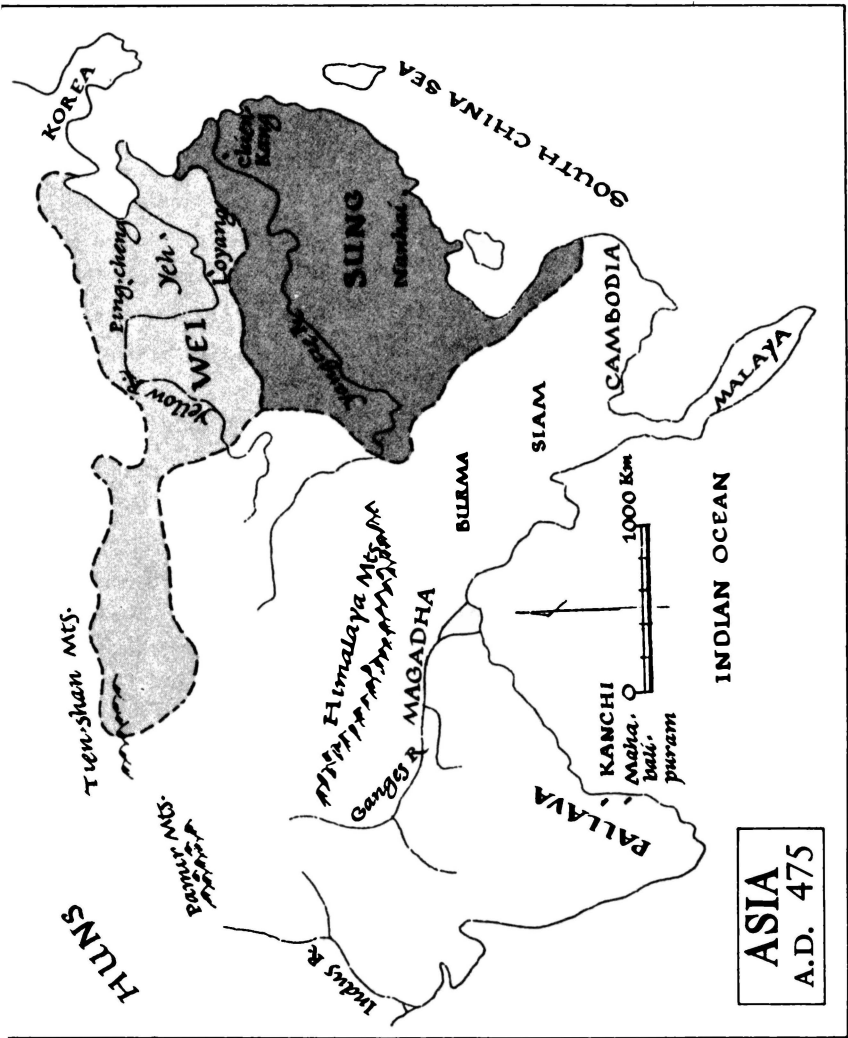 HUNS
Tien-shan Mts.
Pamir Mts.
KOREA
Ping-cheng
Yeh
Loyang
WEI
Yellow R.
Chien-
Kang
SUNG
Nanhai
Yangtze R.
SOUTH CHINA SEA
Himalaya Mts.
MAGADHA
Ganges R.
Indus R.
BURMA
SIAM
CAMBODIA
MALAYA
PALLAVA
KANCHI
Maha.
bali.
puram
0 1000 Km
INDIAN OCEAN
ASIA
A.D. 475